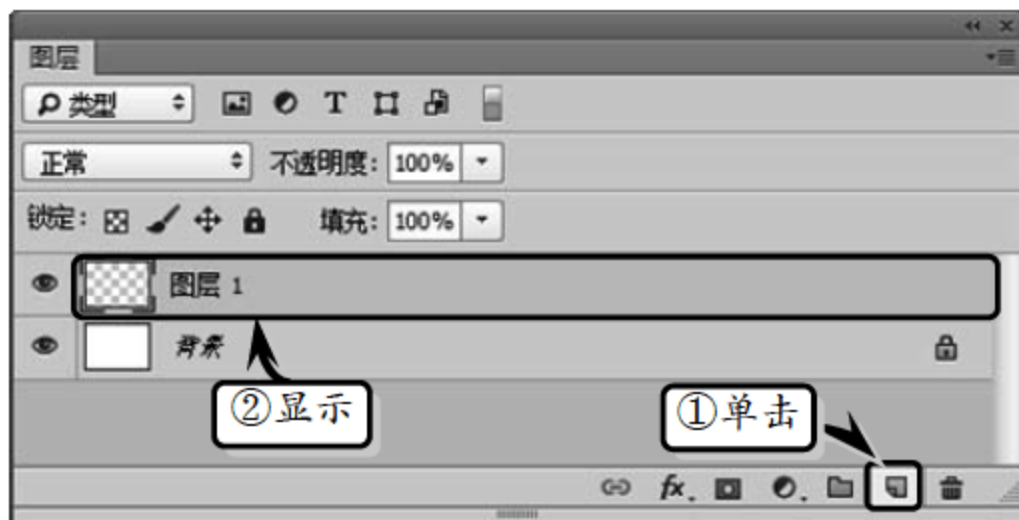 图层
类型 T
正常 不透明度: 100%
锁定: 填充: 100%
图层 1
背景
②显示
①单击
fx.